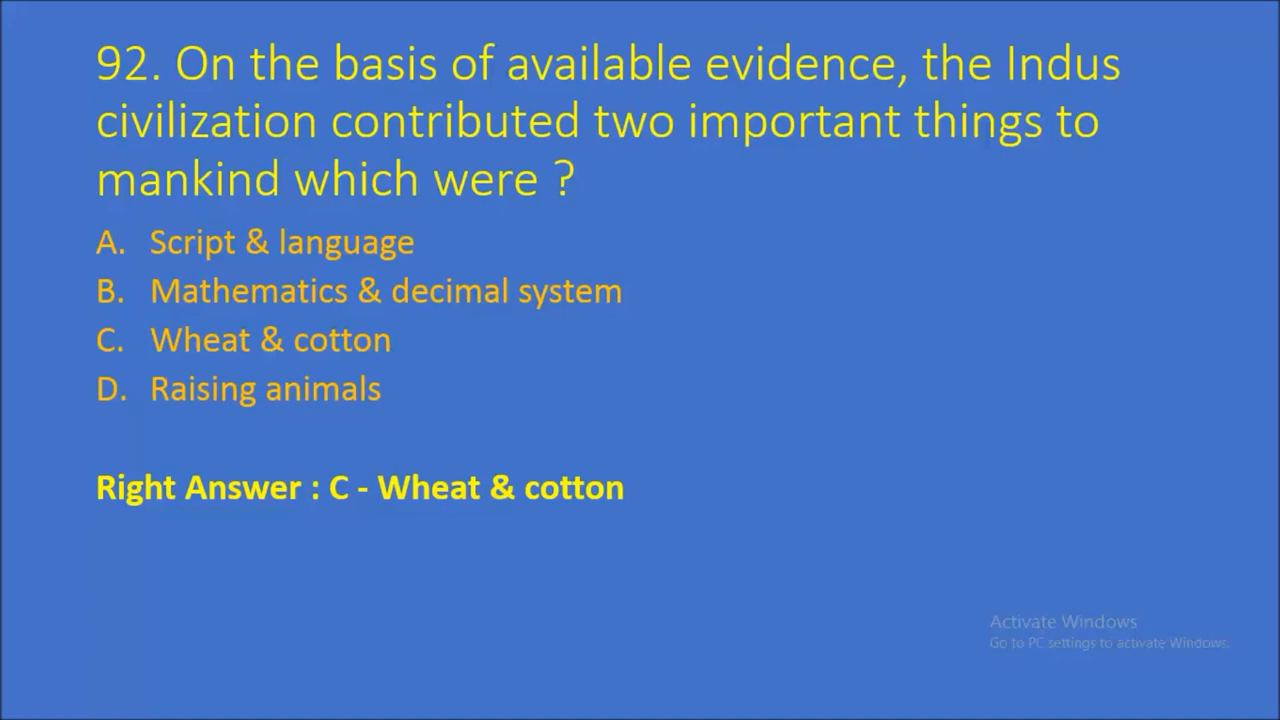 92. On the basis of available evidence, the Indus
civilization contributed two important things to
mankind which were ?
A. Script & language
B. Mathematics & decimal system
C. Wheat & cotton
D. Raising animals
Right Answer : C - Wheat & cotton
Activate Windows
Go to PC settings to activate Windows.